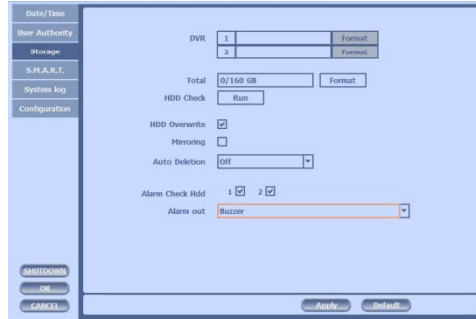 Date/Time
User Authority
Storage
S.M.A.R.T.
System log
Configuration
DVR 1 Format
2 Format
Total 0/160 GB Format
HDD Check Run
HDD Overwrite
Mirroring
Auto Deletion Off
Alarm Check Hdd 1 2
Alarm out Buzzer
SHUTDOWN
OK
CANCEL
Apply Default